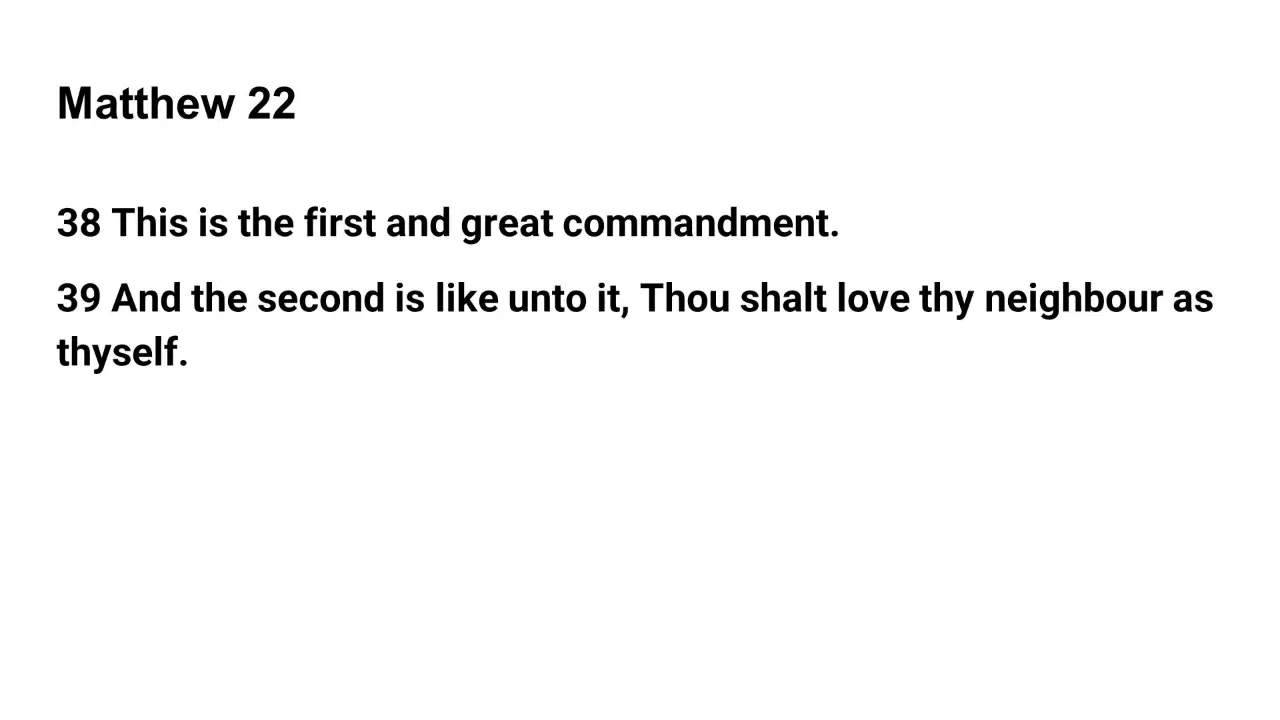 Matthew 22
38 This is the first and great commandment.
39 And the second is like unto it, Thou shalt love thy neighbour as
thyself.